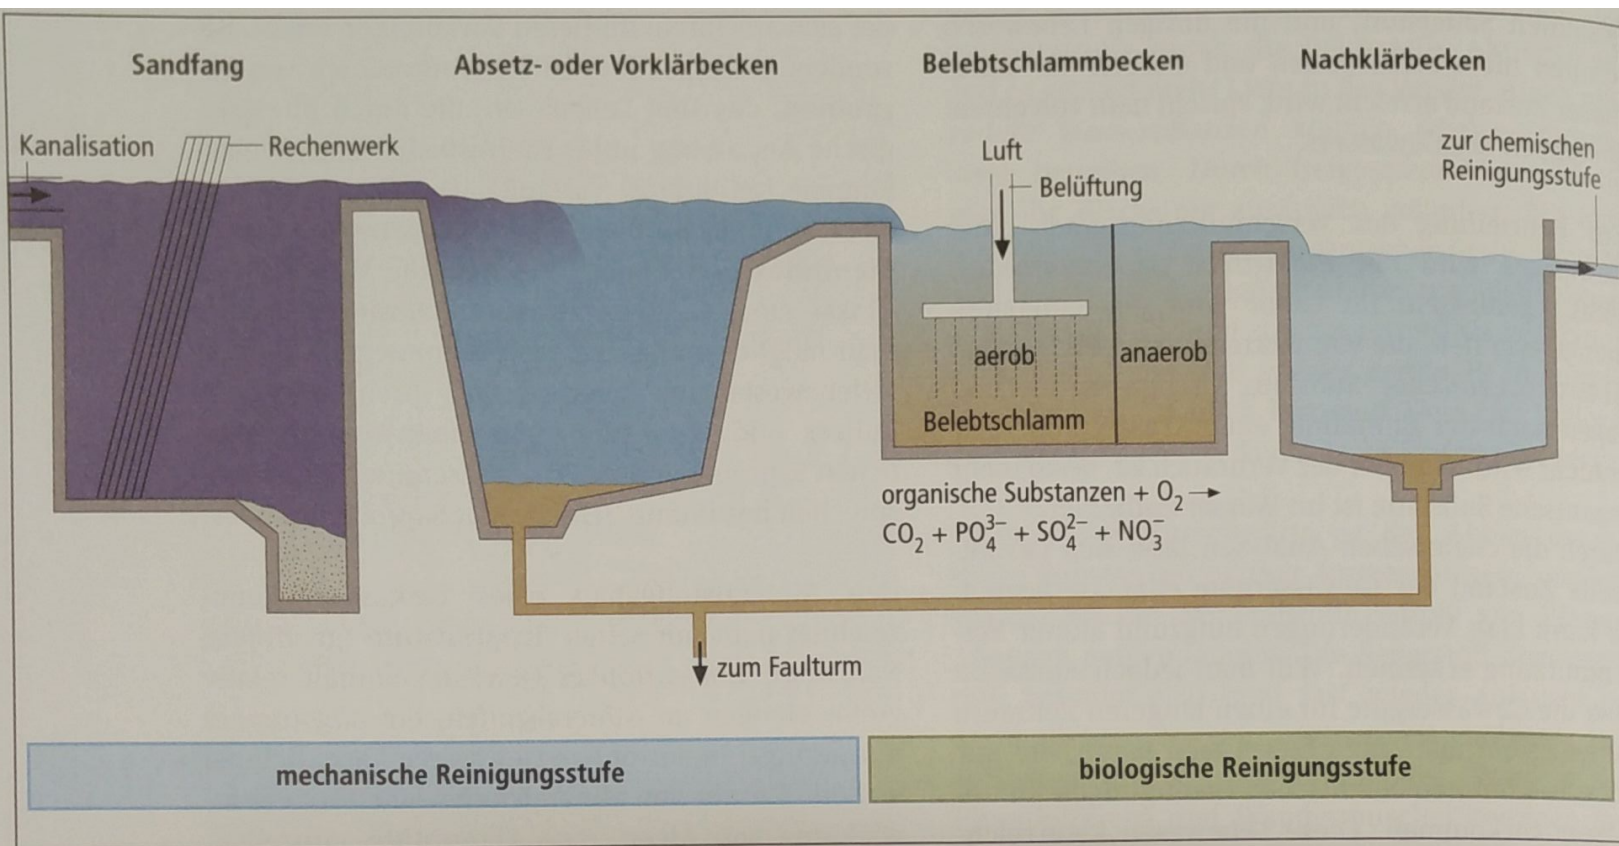 Sandfang
Absetz- oder Vorklärbecken
Belebtschlammbecken
Nachklärbecken
Kanalisation
Rechenwerk
Luft
Belüftung
zur chemischen
Reinigungsstufe
aerob
anaerob
Belebtschlamm
organische Substanzen + O₂ →
CO₂ + PO₄³⁻ + SO₄²⁻ + NO₃⁻
zum Faulturm
mechanische Reinigungsstufe
biologische Reinigungsstufe